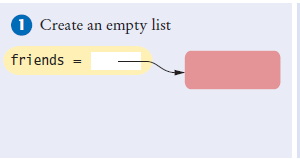 1 Create an empty list
friends =